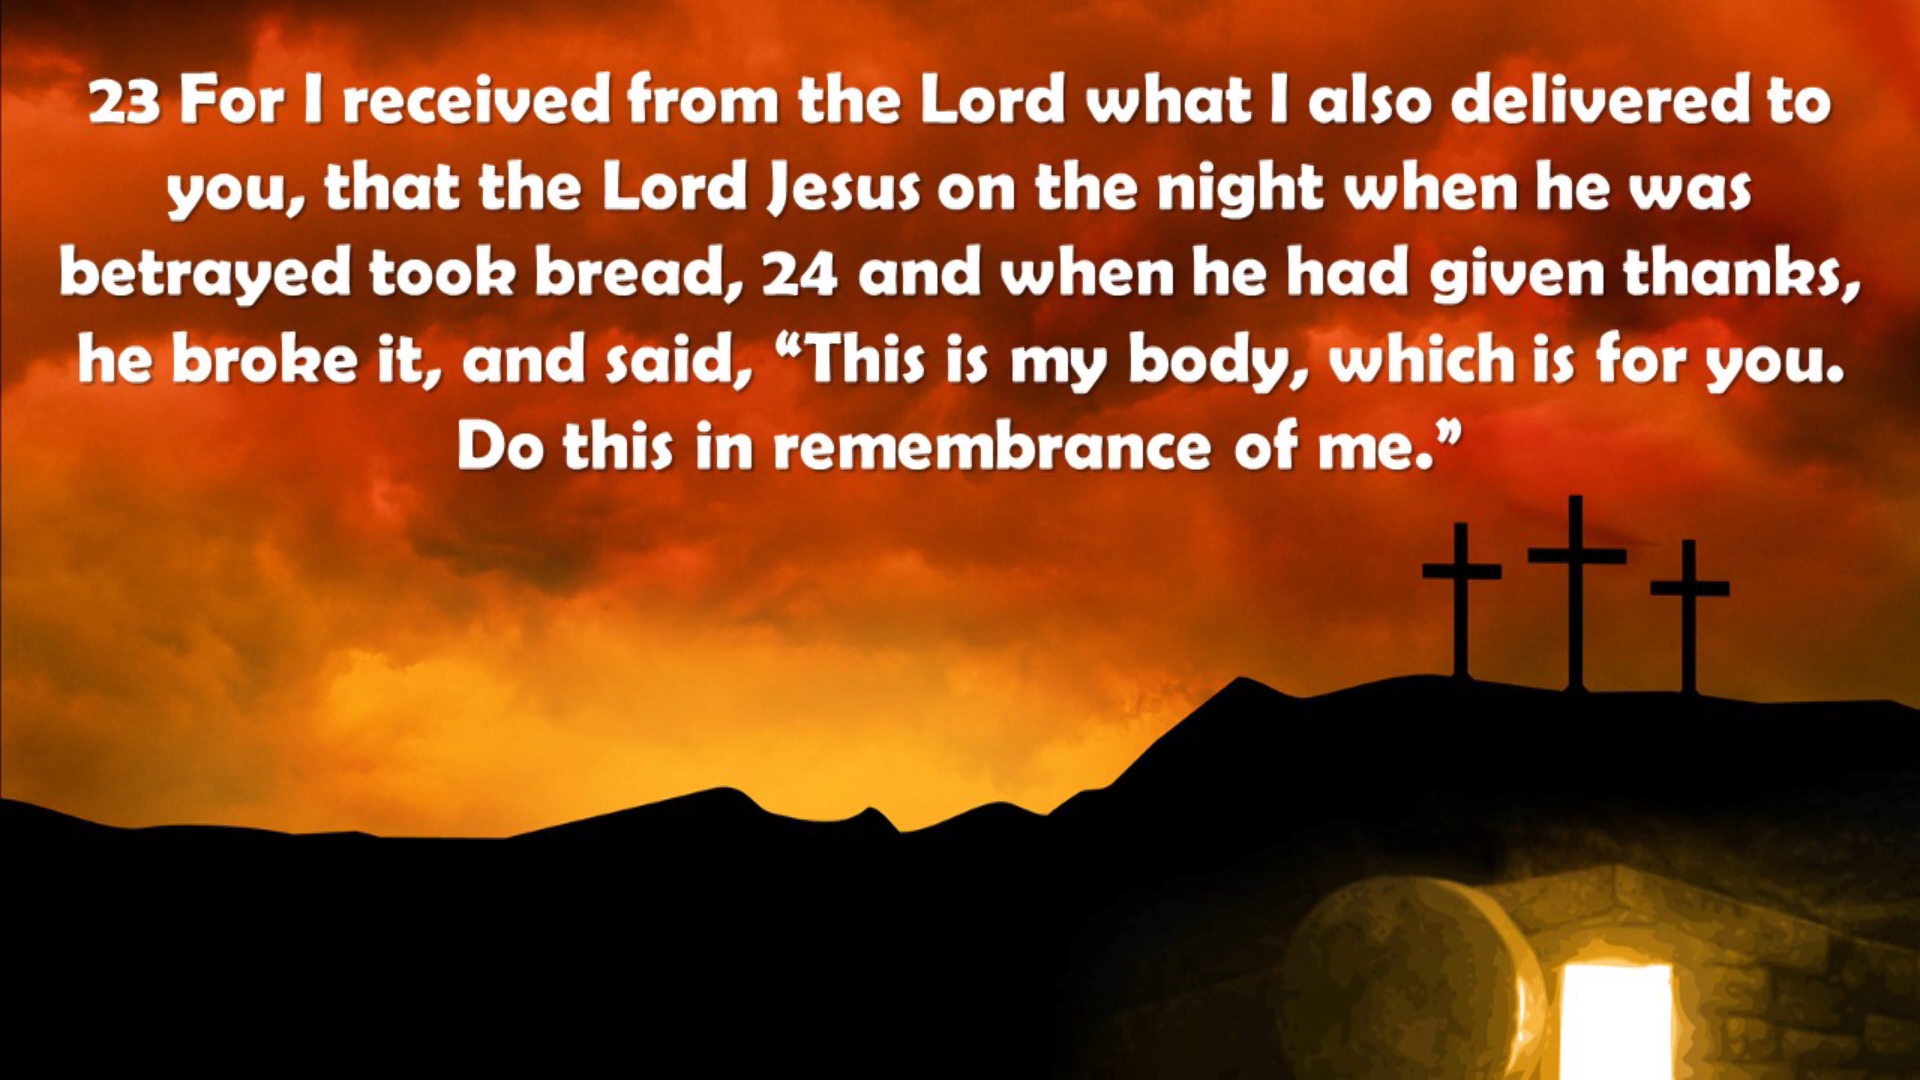 23 For I received from the Lord what I also delivered to
you, that the Lord Jesus on the night when he was
betrayed took bread, 24 and when he had given thanks,
he broke it, and said, “This is my body, which is for you.
Do this in remembrance of me.”